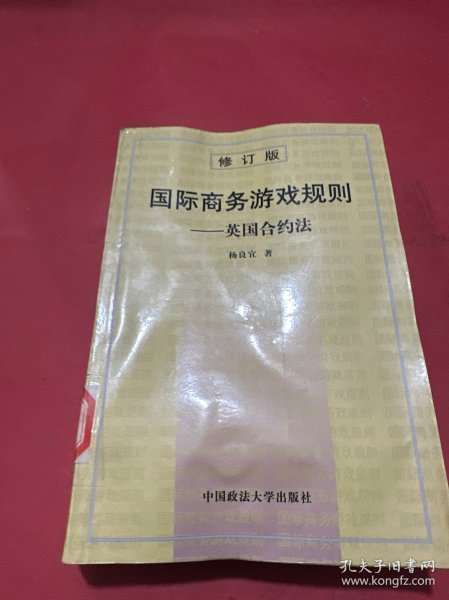 修订版
国际商务游戏规则
——英国合约法
杨良宜 著
中国政法大学出版社
孔夫子旧书网
www.kongfz.com